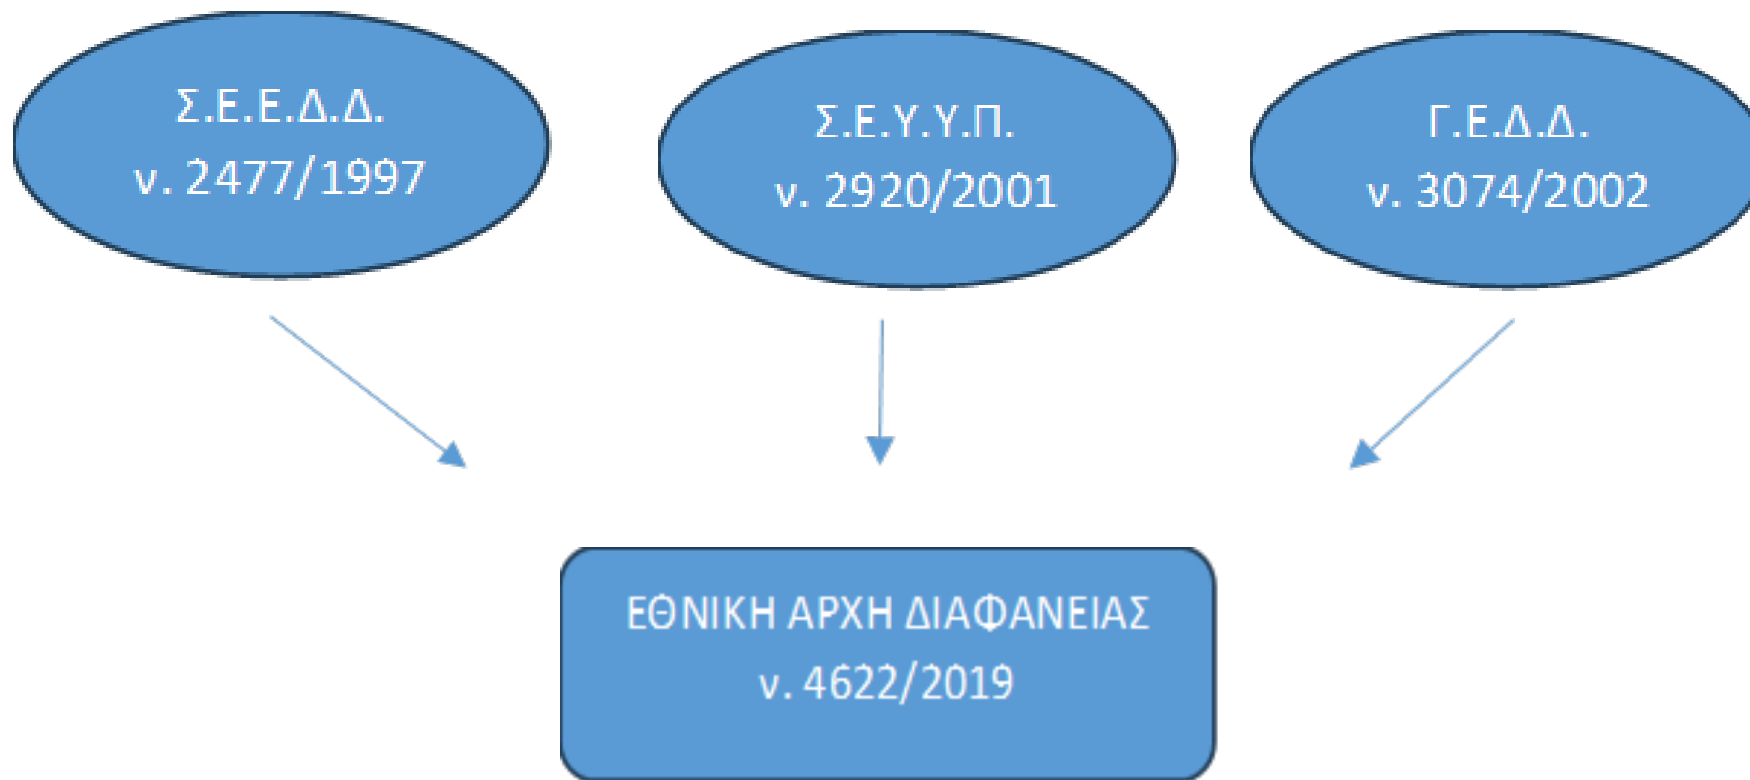 Σ.Ε.Ε.Δ.Δ.
ν. 2477/1997
Σ.Ε.Υ.Υ.Π.
ν. 2920/2001
Γ.Ε.Δ.Δ.
ν. 3074/2002
ΕΘΝΙΚΗ ΑΡΧΗ ΔΙΑΦΑΝΕΙΑΣ
ν. 4622/2019